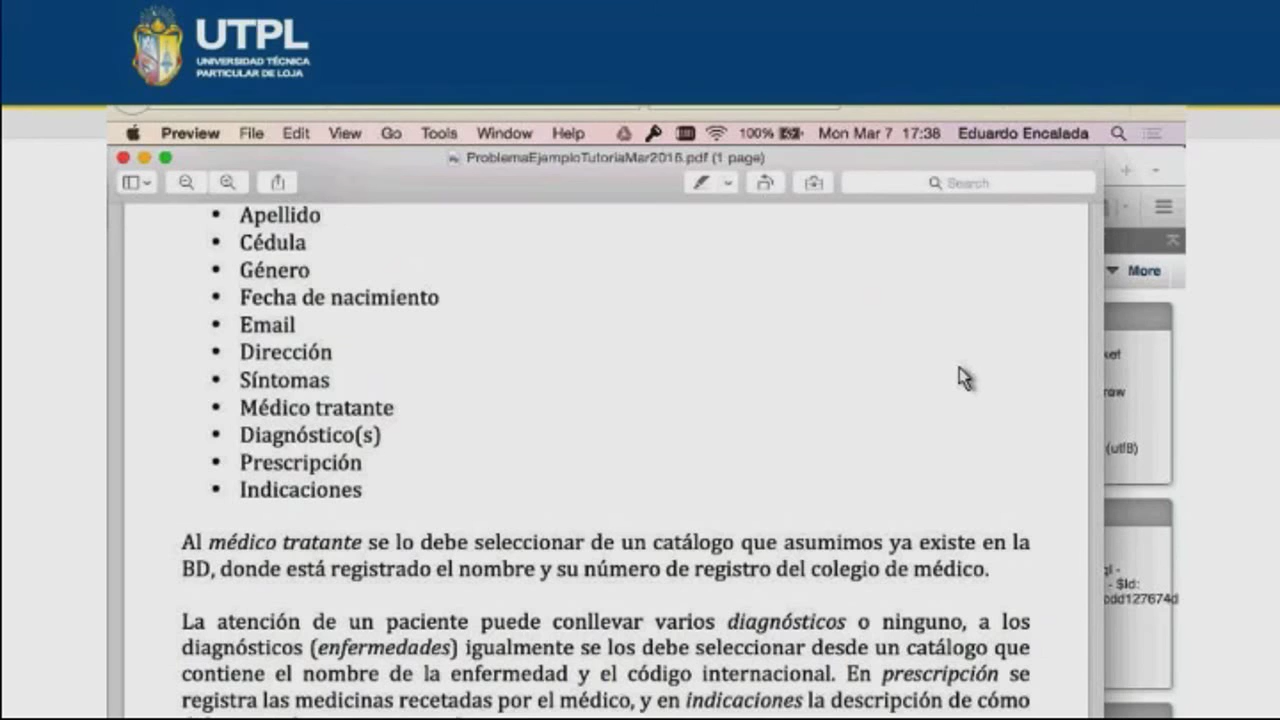 UTPL
UNIVERSIDAD TÉCNICA
PARTICULAR DE LOJA
Preview File Edit View Go Tools Window Help 100% Mon Mar 7 17:38 Eduardo Encalada
ProblemaEjemploTutoriaMar2016.pdf (1 page)
Search
More
• Apellido
• Cédula
• Género
• Fecha de nacimiento
• Email
• Dirección
• Síntomas
• Médico tratante
• Diagnóstico(s)
• Prescripción
• Indicaciones
(utf8)
- $Id:
Al médico tratante se lo debe seleccionar de un catálogo que asumimos ya existe en la
BD, donde está registrado el nombre y su número de registro del colegio de médico.
La atención de un paciente puede conllevar varios diagnósticos o ninguno, a los
diagnósticos (enfermedades) igualmente se los debe seleccionar desde un catálogo que
contiene el nombre de la enfermedad y el código internacional. En prescripción se
registra las medicinas recetadas por el médico, y en indicaciones la descripción de cómo